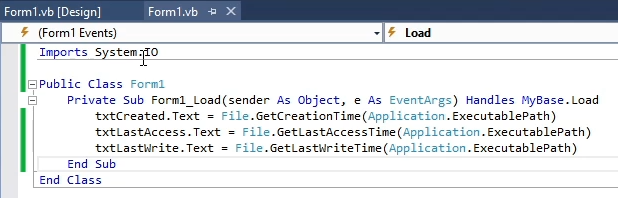 Form1.vb [Design] Form1.vb
(Form1 Events) Load
Imports System.IO
Public Class Form1
Private Sub Form1_Load(sender As Object, e As EventArgs) Handles MyBase.Load
txtCreated.Text = File.GetCreationTime(Application.ExecutablePath)
txtLastAccess.Text = File.GetLastAccessTime(Application.ExecutablePath)
txtLastWrite.Text = File.GetLastWriteTime(Application.ExecutablePath)
End Sub
End Class